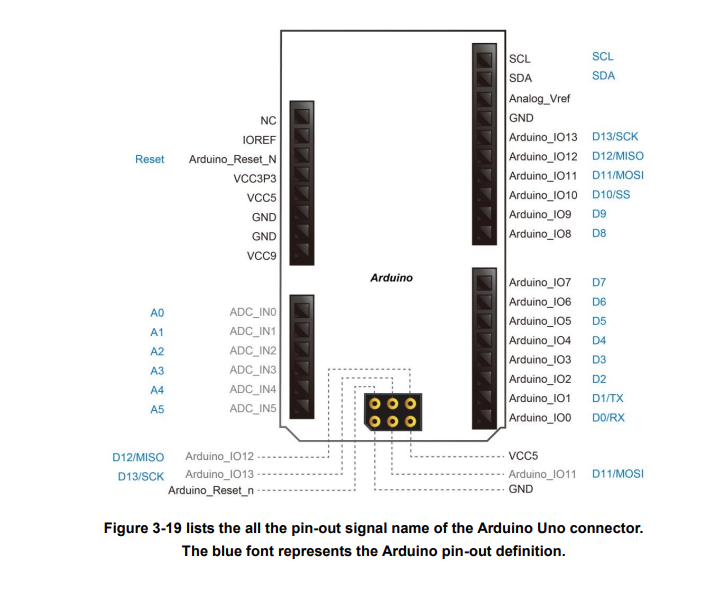 SCL SCL
SDA SDA
Analog_Vref
NC GND
IOREF Arduino_IO13 D13/SCK
Reset Arduino_Reset_N Arduino_IO12 D12/MISO
VCC3P3 Arduino_IO11 D11/MOSI
VCC5 Arduino_IO10 D10/SS
GND Arduino_IO9 D9
GND Arduino_IO8 D8
VCC9
Arduino
Arduino_IO7 D7
Arduino_IO6 D6
A0 ADC_IN0 Arduino_IO5 D5
A1 ADC_IN1 Arduino_IO4 D4
A2 ADC_IN2 Arduino_IO3 D3
A3 ADC_IN3 Arduino_IO2 D2
A4 ADC_IN4 Arduino_IO1 D1/TX
A5 ADC_IN5 Arduino_IO0 D0/RX
D12/MISO Arduino_IO12 VCC5
D13/SCK Arduino_IO13 Arduino_IO11 D11/MOSI
Arduino_Reset_n GND
Figure 3-19 lists the all the pin-out signal name of the Arduino Uno connector.
The blue font represents the Arduino pin-out definition.